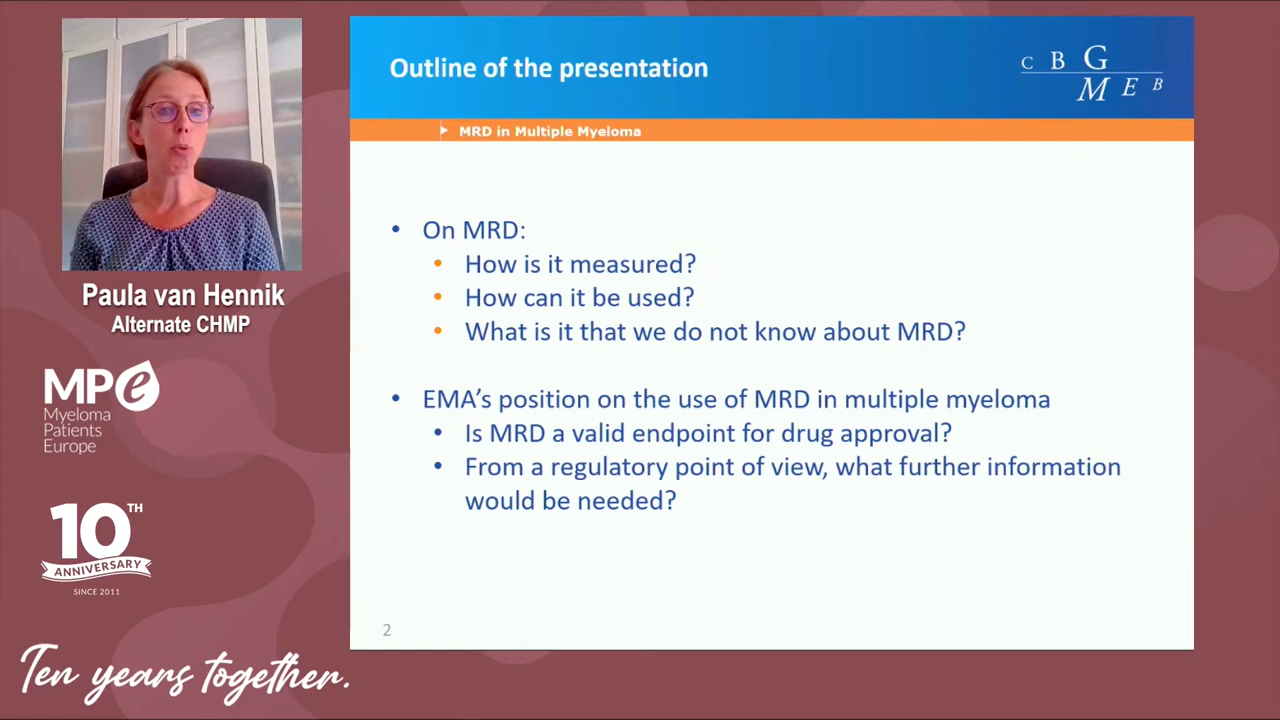 Outline of the presentation
C B G
M E B
MRD in Multiple Myeloma
• On MRD:
• How is it measured?
• How can it be used?
• What is it that we do not know about MRD?
• EMA's position on the use of MRD in multiple myeloma
• Is MRD a valid endpoint for drug approval?
• From a regulatory point of view, what further information
would be needed?
2
Paula van Hennik
Alternate CHMP
MPe
Myeloma
Patients
Europe
10TH
ANNIVERSARY
SINCE 2011
Ten years together.